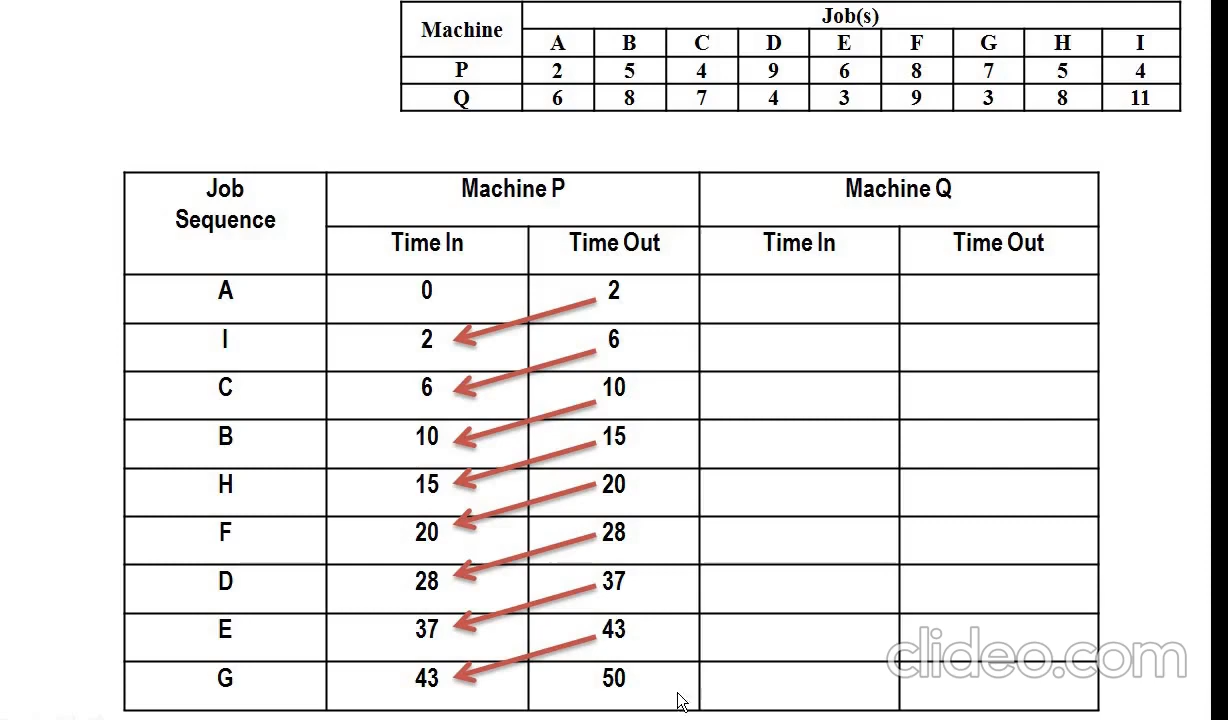 Machine Job(s)
A B C D E F G H I
P 2 5 4 9 6 8 7 5 4
Q 6 8 7 4 3 9 3 8 11
Job Sequence Machine P Machine Q
Time In Time Out Time In Time Out
A 0 2
I 2 6
C 6 10
B 10 15
H 15 20
F 20 28
D 28 37
E 37 43
G 43 50
clideo.com